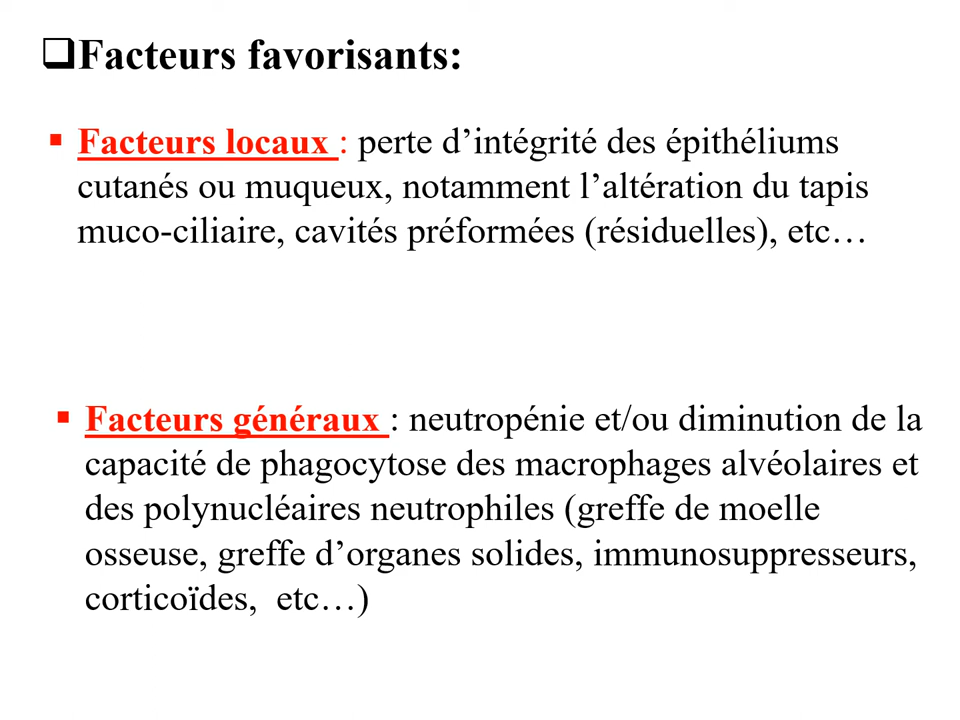 ❑Facteurs favorisants:
▪ Facteurs locaux : perte d’intégrité des épithéliums
cutanés ou muqueux, notamment l’altération du tapis
muco-ciliaire, cavités préformées (résiduelles), etc…
▪ Facteurs généraux : neutropénie et/ou diminution de la
capacité de phagocytose des macrophages alvéolaires et
des polynucléaires neutrophiles (greffe de moelle
osseuse, greffe d’organes solides, immunosuppresseurs,
corticoïdes,  etc…)